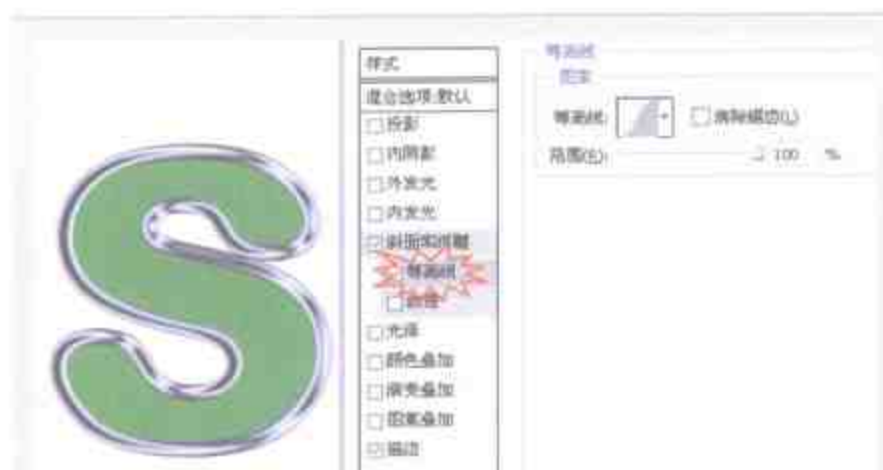 S
样式
混合选项:默认
投影
内阴影
外发光
内发光
斜面和浮雕
等高线
纹理
光泽
颜色叠加
渐变叠加
图案叠加
描边
等高线
图素
等高线: 消除锯齿(L)
范围(R): 100 %